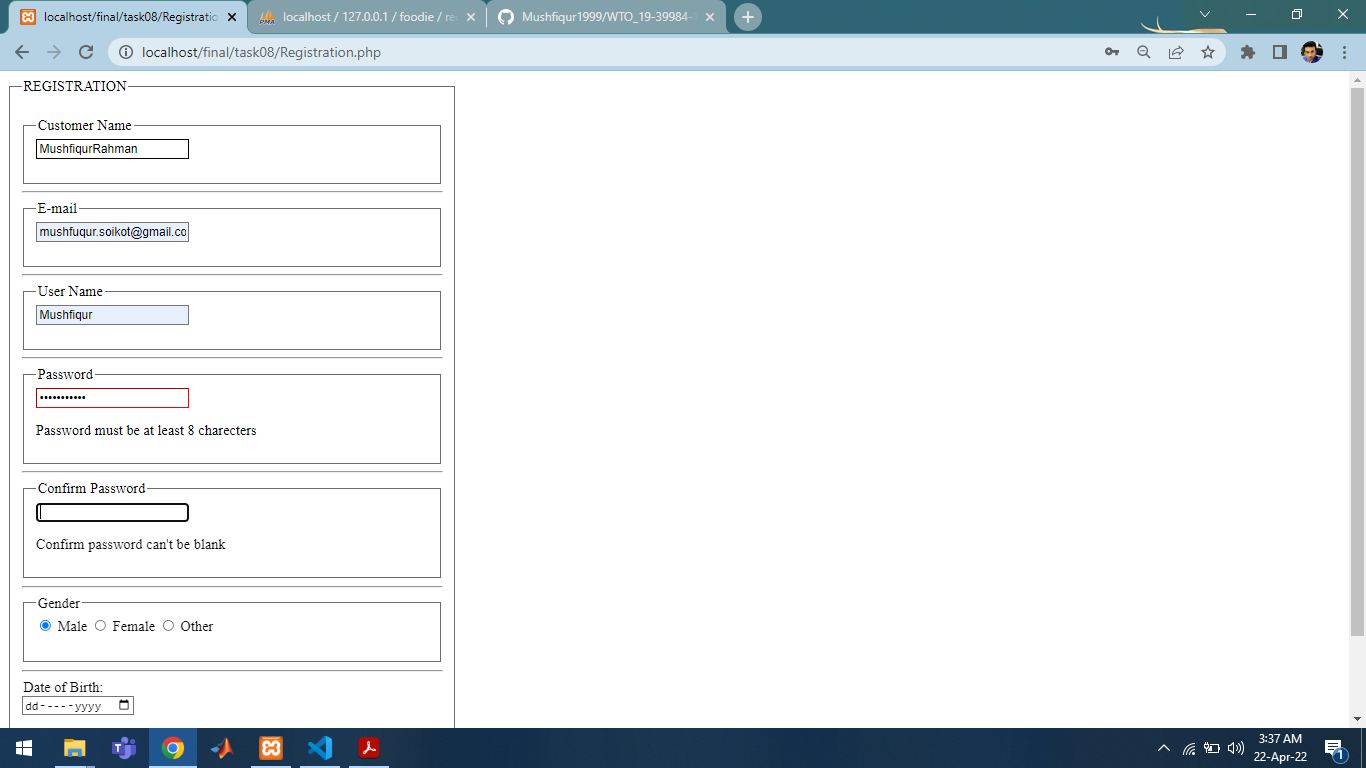 localhost/final/task08/Registratio
localhost / 127.0.0.1 / foodie / re
Mushfiqur1999/WTO_19-39984-1
localhost/final/task08/Registration.php
REGISTRATION
Customer Name
MushfiqurRahman
E-mail
mushfuqur.soikot@gmail.co
User Name
Mushfiqur
Password
•••••••••••
Password must be at least 8 charecters
Confirm Password
Confirm password can't be blank
Gender
Male Female Other
Date of Birth:
dd-----yyyy
3:37 AM
22-Apr-22
1